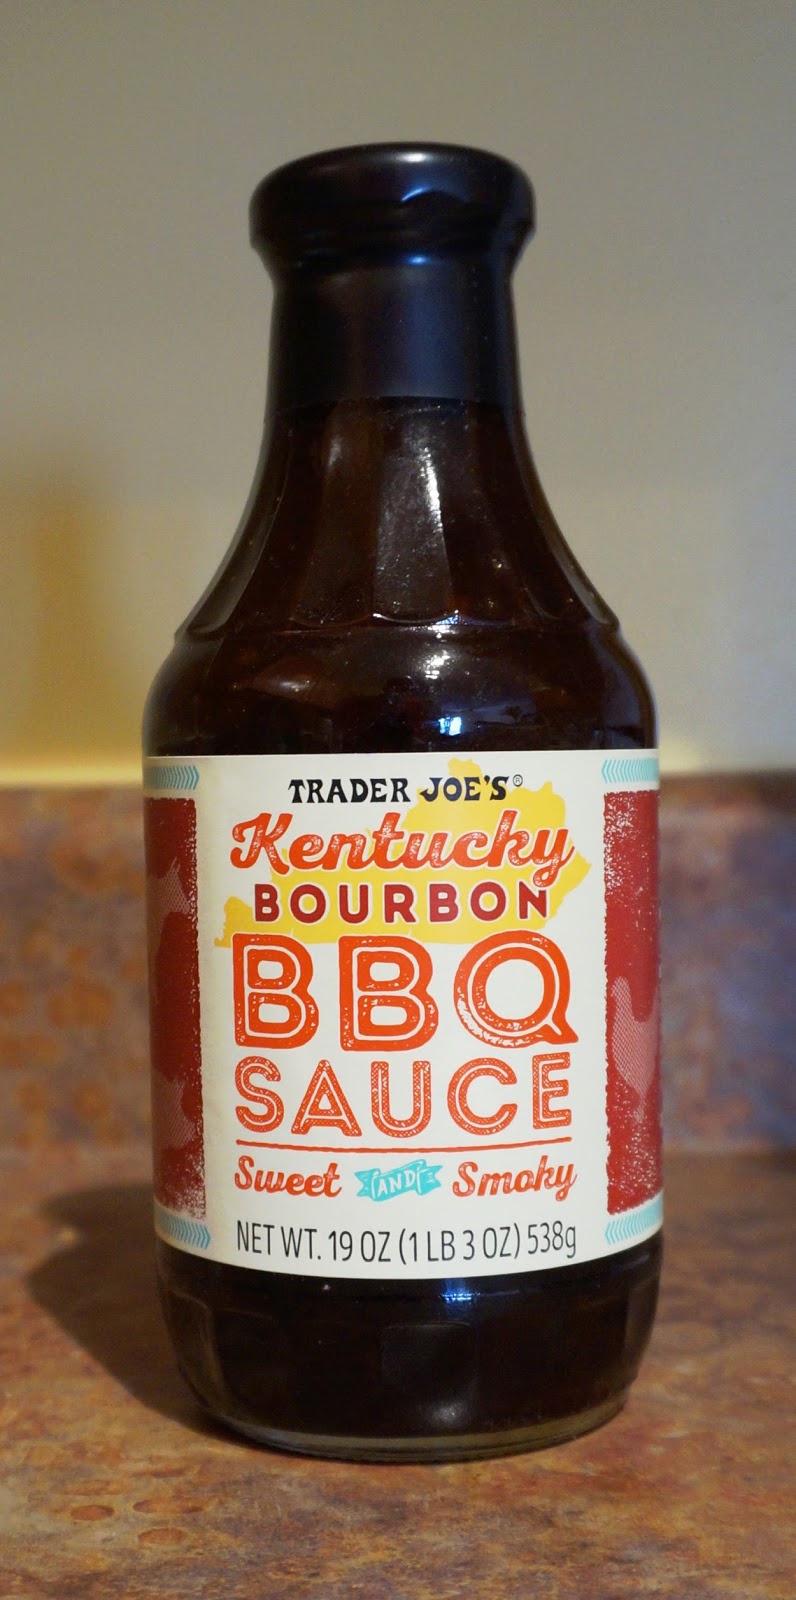 TRADER JOE'S®
Kentucky
BOURBON
BBQ
SAUCE
Sweet AND Smoky
NET WT. 19 OZ (1 LB 3 OZ) 538g